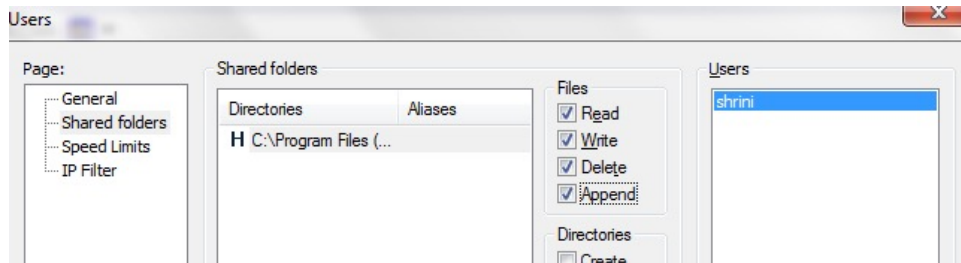 Users
Page:
General
Shared folders
Speed Limits
IP Filter
Shared folders
Directories Aliases
H C:\Program Files (...
Files
Read
Write
Delete
Append
Directories
Create
Users
shrini